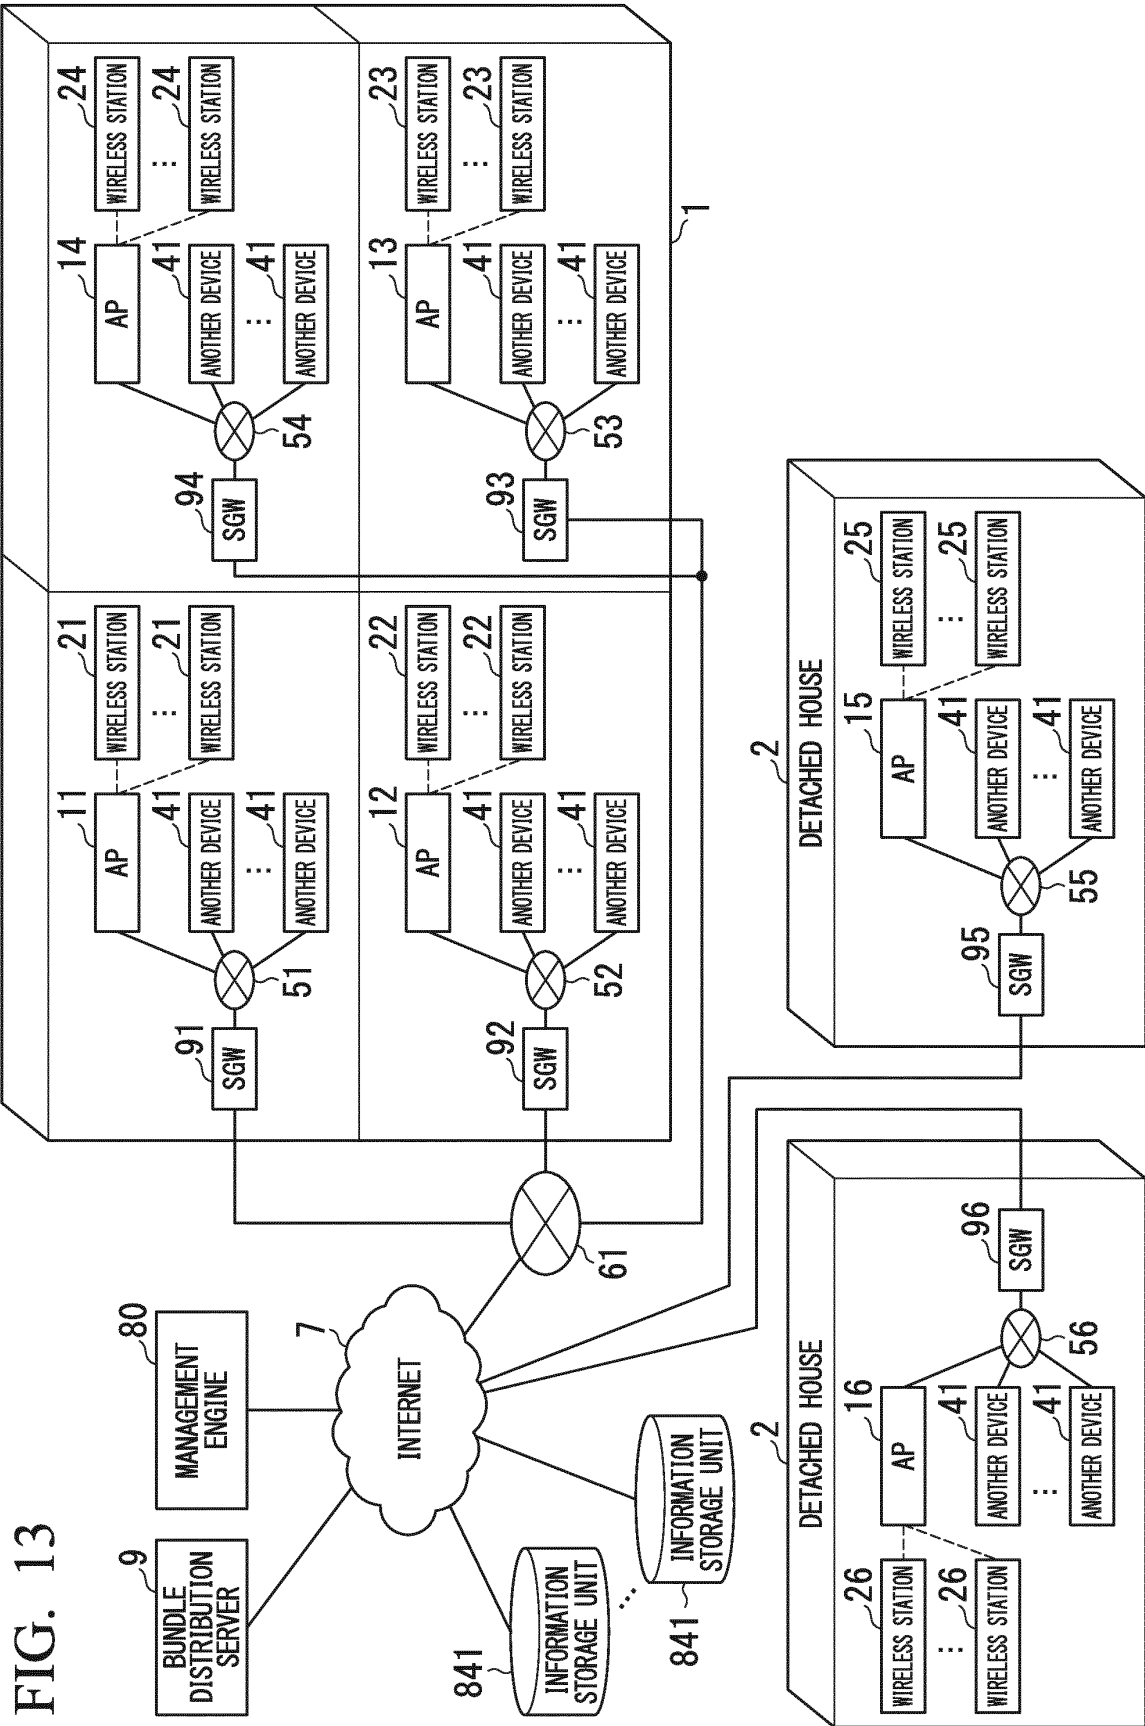 FIG. 13
9
BUNDLE
DISTRIBUTION
SERVER
80
MANAGEMENT
ENGINE
7
INTERNET
841
INFORMATION
STORAGE UNIT
...
841
INFORMATION
STORAGE UNIT
61
1
91
SGW
51
11
AP
41
ANOTHER DEVICE
...
41
ANOTHER DEVICE
21
WIRELESS STATION
...
21
WIRELESS STATION
94
SGW
54
14
AP
41
ANOTHER DEVICE
...
41
ANOTHER DEVICE
24
WIRELESS STATION
...
24
WIRELESS STATION
92
SGW
52
12
AP
41
ANOTHER DEVICE
...
41
ANOTHER DEVICE
22
WIRELESS STATION
...
22
WIRELESS STATION
93
SGW
53
13
AP
41
ANOTHER DEVICE
...
41
ANOTHER DEVICE
23
WIRELESS STATION
...
23
WIRELESS STATION
2
DETACHED HOUSE
26
WIRELESS STATION
...
26
WIRELESS STATION
16
AP
41
ANOTHER DEVICE
...
41
ANOTHER DEVICE
56
96
SGW
2
DETACHED HOUSE
95
SGW
55
15
AP
41
ANOTHER DEVICE
...
41
ANOTHER DEVICE
25
WIRELESS STATION
...
25
WIRELESS STATION